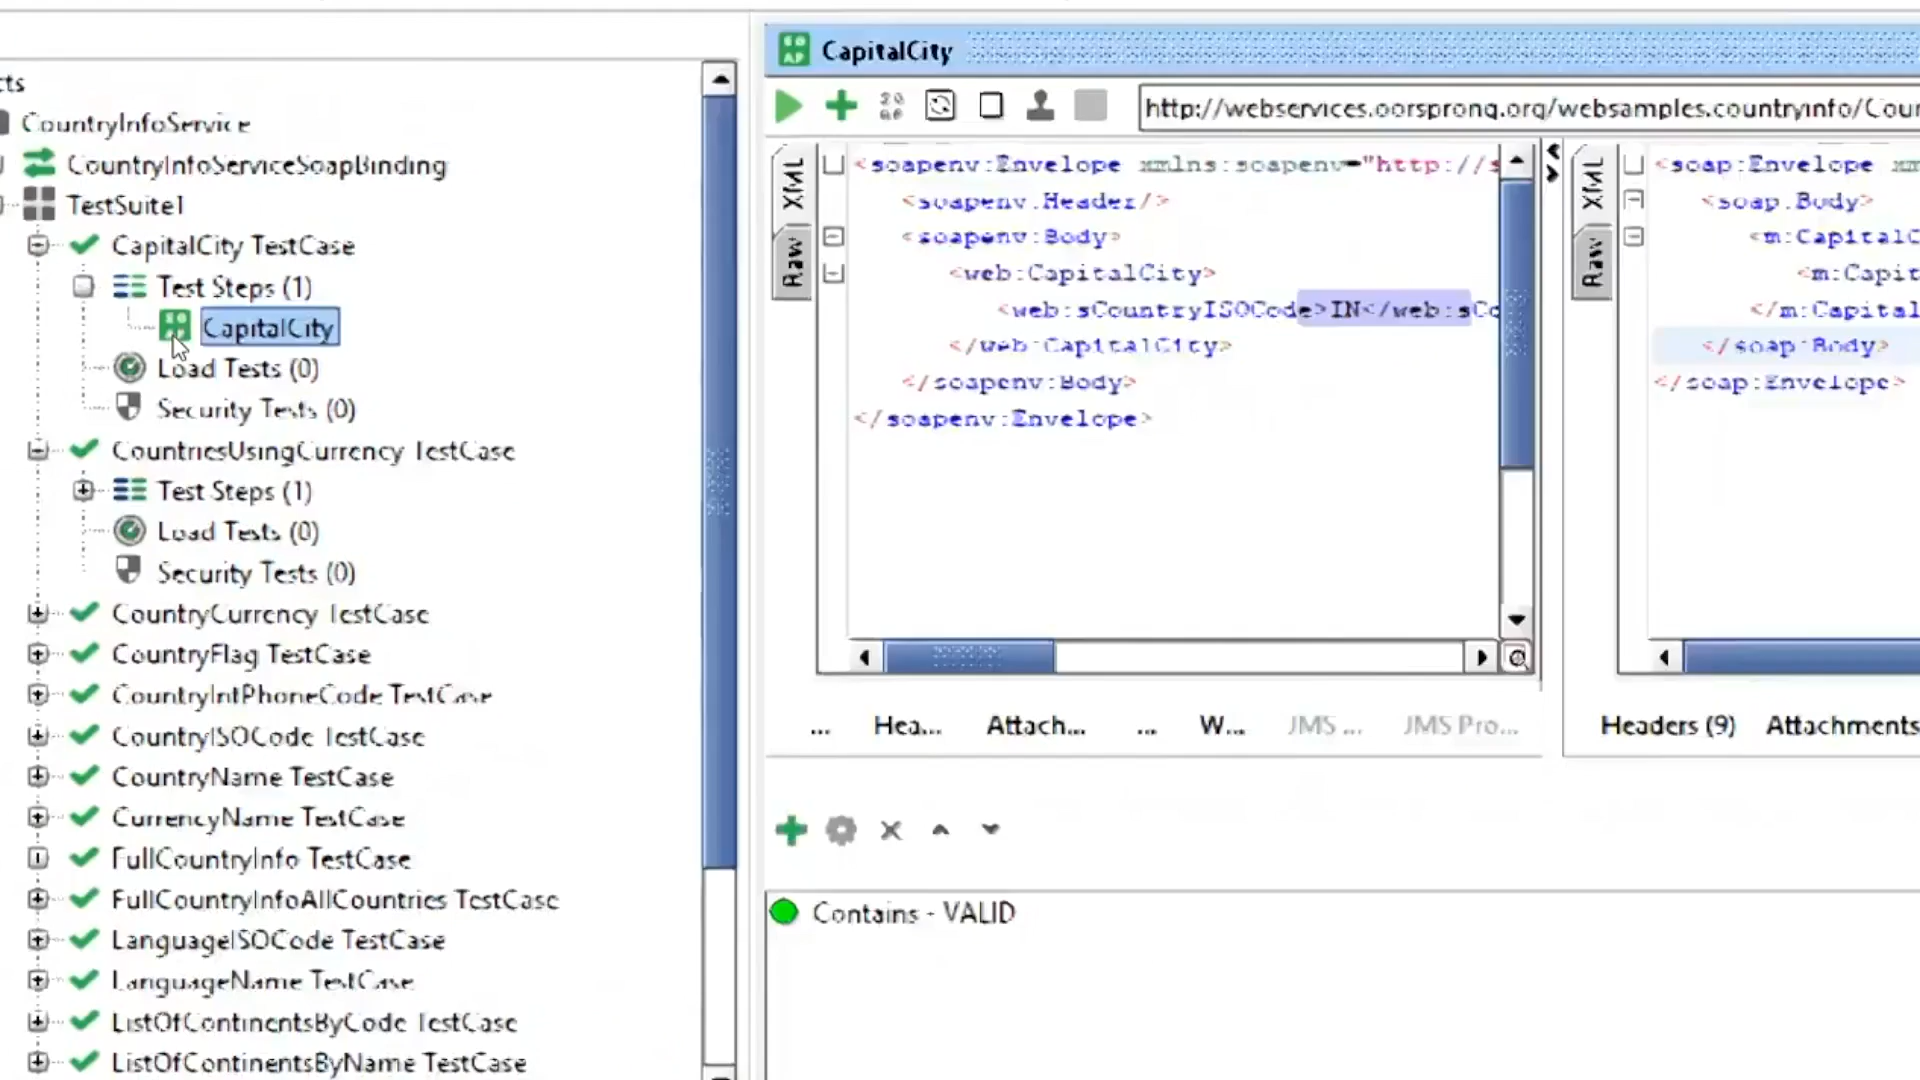 cts
CountryInfoService
CountryInfoServiceSoapBinding
TestSuite1
CapitalCity TestCase
Test Steps (1)
CapitalCity
Load Tests (0)
Security Tests (0)
CountriesUsingCurrency TestCase
Test Steps (1)
Load Tests (0)
Security Tests (0)
CountryCurrency TestCase
CountryFlag TestCase
CountryIntPhoneCode TestCase
CountryISOCode TestCase
CountryName TestCase
CurrencyName TestCase
FullCountryInfo TestCase
FullCountryInfoAllCountries TestCase
LanguageISOCode TestCase
LanguageName TestCase
ListOfContinentsByCode TestCase
ListOfContinentsByName TestCase
CapitalCity
http://webservices.oorsprong.org/websamples.countryinfo/Cour
XML
Raw
<soapenv:Envelope xmlns:soapenv="http://s
<soapenv:Header/>
<soapenv:Body>
<web:CapitalCity>
<web:sCountryISOCode>IN</web:sCo
</web:CapitalCity>
</soapenv:Body>
</soapenv:Envelope>
XML
Raw
<soap:Envelope xm
<soap:Body>
<m:CapitalC
<m:Capit
</m:Capital
</soap:Body>
</soap:Envelope>
... Hea... Attach... ... W... JMS ... JMS Pro...
Headers (9) Attachments
Contains - VALID